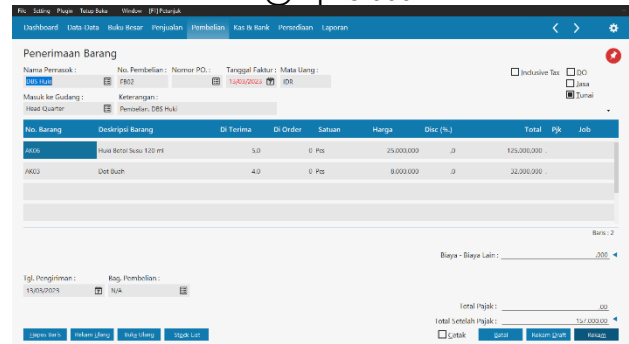 File Setting Plugin Tutup Buku Window [F1] Petunjuk
Dashboard Data-Data Buku Besar Penjualan Pembelian Kas & Bank Persediaan Laporan
Penerimaan Barang
Nama Pemasok : No. Pembelian : Nomor PO. : Tanggal Faktur : Mata Uang :
DBS Huki FB02 13/03/2023 IDR
Inclusive Tax DO
Jasa
Tunai
Masuk ke Gudang : Keterangan :
Head Quarter Pembelian, DBS Huki
No. Barang Deskripsi Barang Di Terima Di Order Satuan Harga Disc (%.) Total Pjk Job
AK06 Huki Botol Susu 120 ml 5.0 0 Pcs 25.000.000 .0 125.000.000 .
AK03 Dot Buah 4.0 0 Pcs 8.000.000 .0 32.000.000 .
Baris : 2
Biaya - Biaya Lain : .000
Tgl. Pengiriman : Bag. Pembelian :
13/03/2023 N/A
Total Pajak : .00
Total Setelah Pajak : 157.000.00
Hapus Baris Rekam Ulang Buka Ulang Stock List Cetak Batal Rekam Draft Rekam